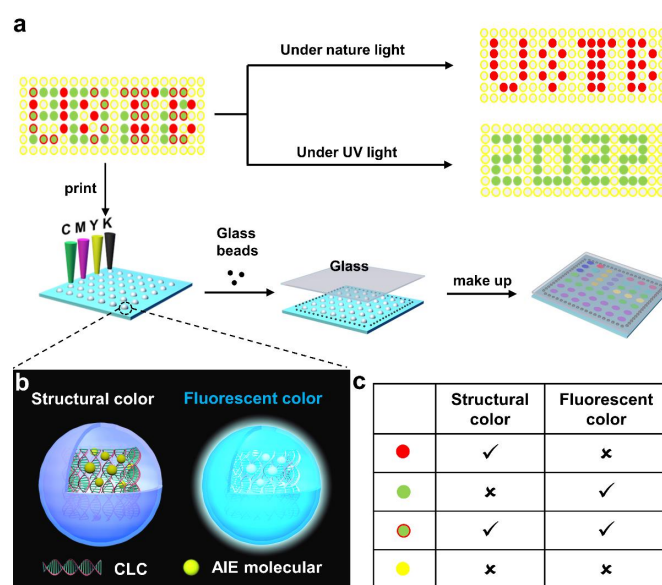 a
Under nature light
Under UV light
print
C M Y K
Glass
beads
Glass
make up
b
Structural color
Fluorescent color
CLC
AIE molecular
c
Structural
color
Fluorescent
color
✓ ✗
✗ ✓
✓ ✓
✗ ✗